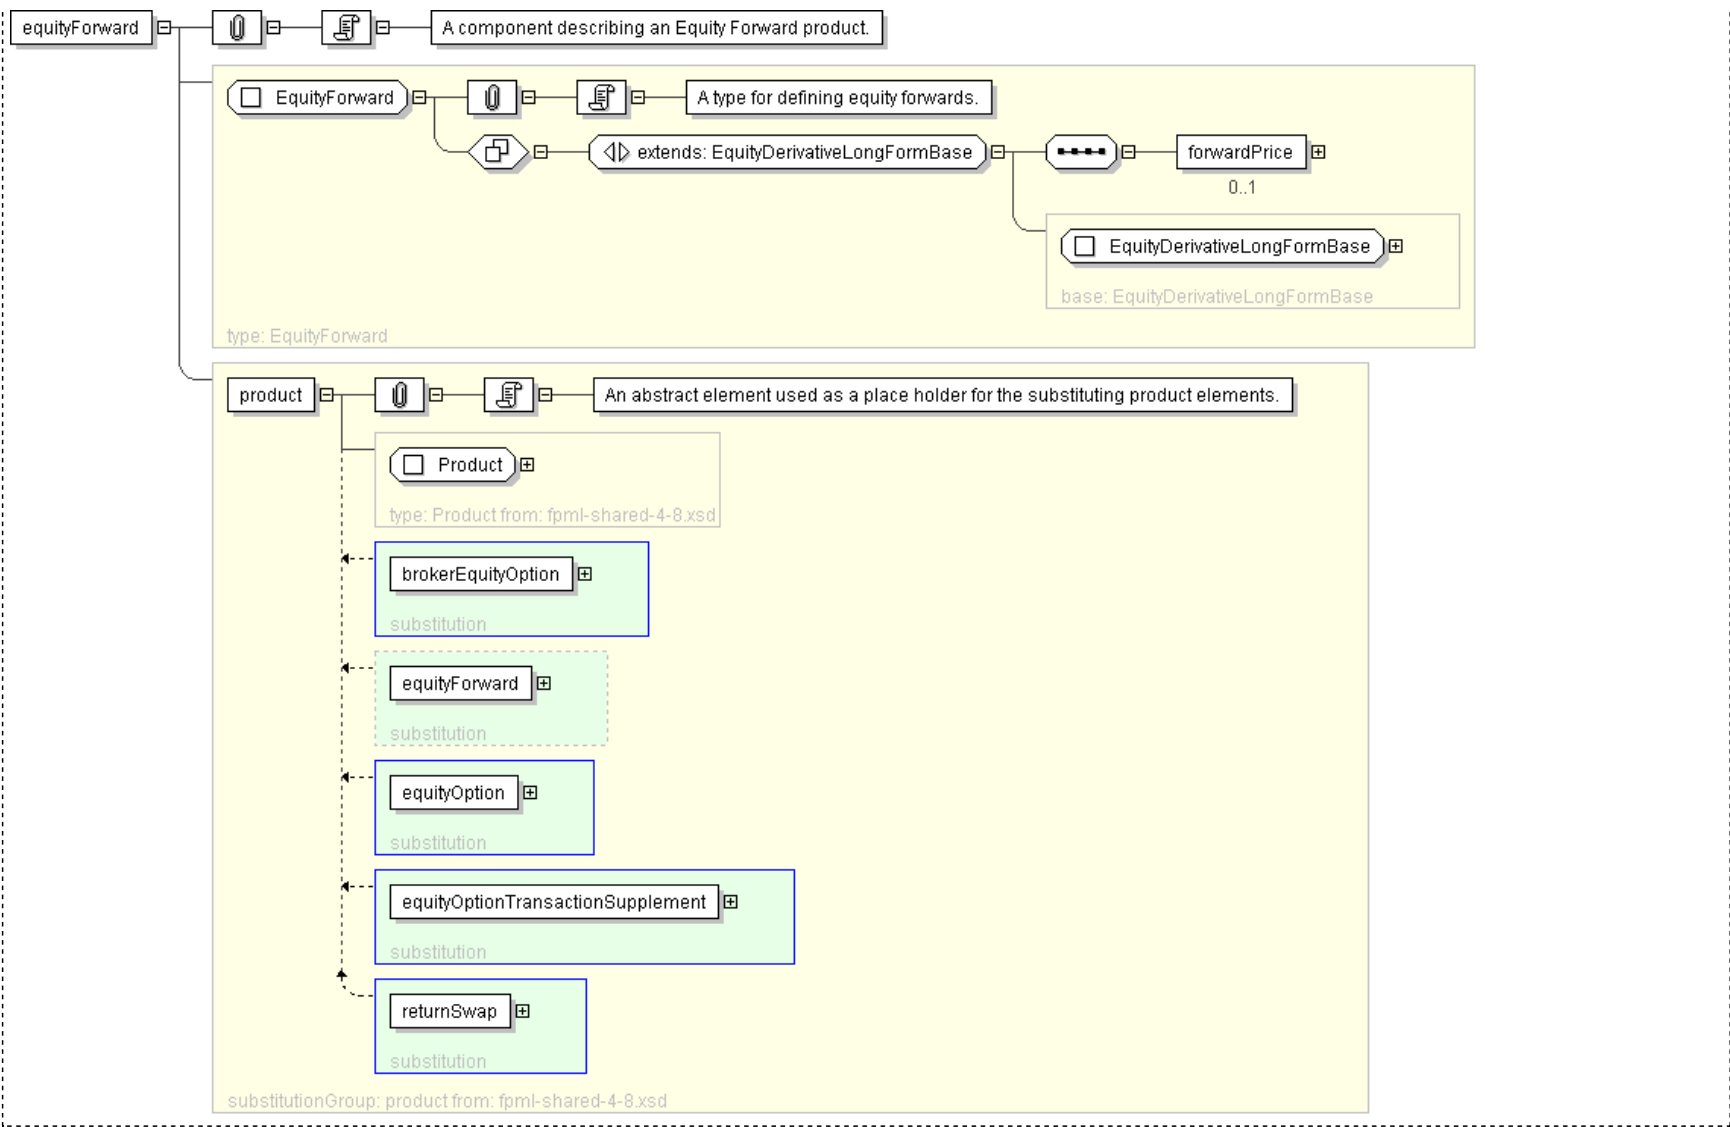 equityForward
A component describing an Equity Forward product.
EquityForward
A type for defining equity forwards.
extends: EquityDerivativeLongFormBase
forwardPrice
0..1
EquityDerivativeLongFormBase
base: EquityDerivativeLongFormBase
type: EquityForward
product
An abstract element used as a place holder for the substituting product elements.
Product
type: Product from: fpml-shared-4-8.xsd
brokerEquityOption
substitution
equityForward
substitution
equityOption
substitution
equityOptionTransactionSupplement
substitution
returnSwap
substitution
substitutionGroup: product from: fpml-shared-4-8.xsd